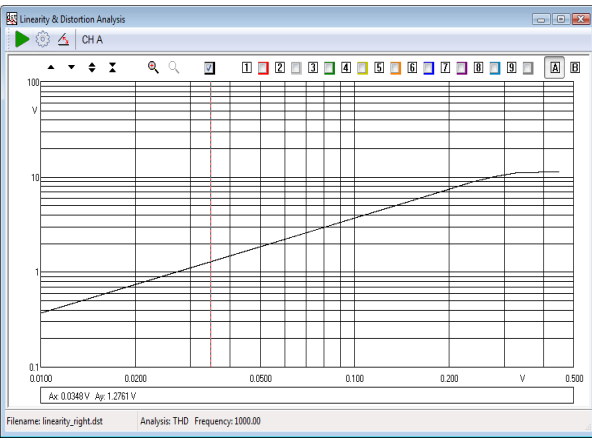 Linearity & Distortion Analysis
CH A
1 2 3 4 5 6 7 8 9 A B
100
V
10
1
0.1
0.0100 0.0200 0.0500 0.100 0.200 V 0.500
Ax: 0.0348 V Ay: 1.2761 V
Filename: linearity_right.dst Analysis: THD Frequency: 1000.00